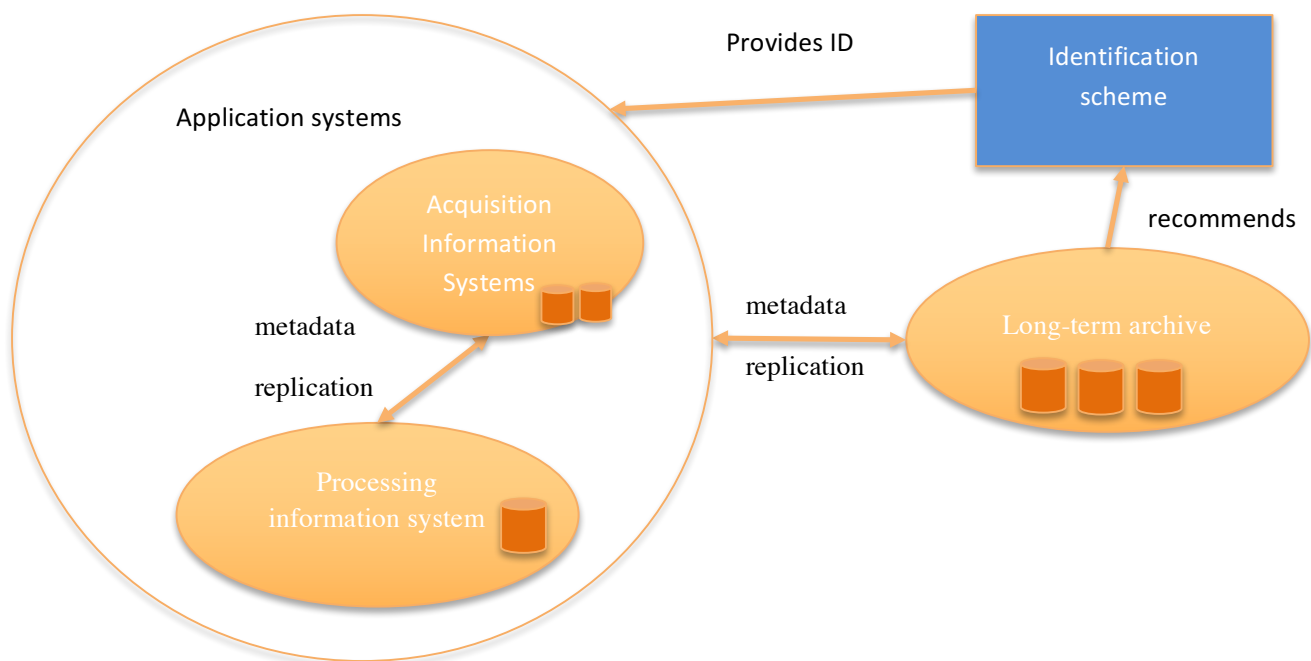 Provides ID
Identification
scheme
Application systems
Acquisition
Information
Systems
recommends
metadata
replication
metadata
replication
Long-term archive
Processing
information system